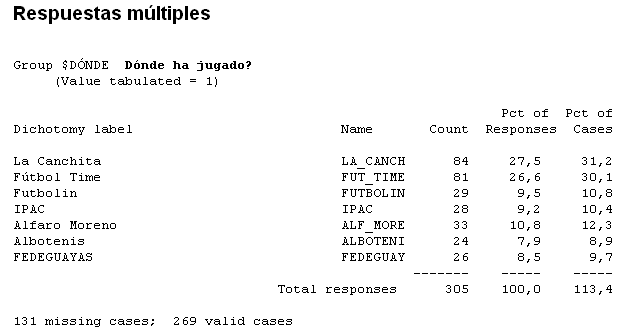 Respuestas múltiples
Group $DÓNDE  Dónde ha jugado?
(Value tabulated = 1)
Pct of  Pct of
Dichotomy label  Name  Count  Responses  Cases
La Canchita  LA_CANCH  84  27,5  31,2
Fútbol Time  FUT_TIME  81  26,6  30,1
Futbolin  FUTBOLIN  29  9,5  10,8
IPAC  IPAC  28  9,2  10,4
Alfaro Moreno  ALF_MORE  33  10,8  12,3
Albotenis  ALBOTENI  24  7,9  8,9
FEDEGUAYAS  FEDEGUAY  26  8,5  9,7
-------  -----  -----
Total responses  305  100,0  113,4
131 missing cases;  269 valid cases